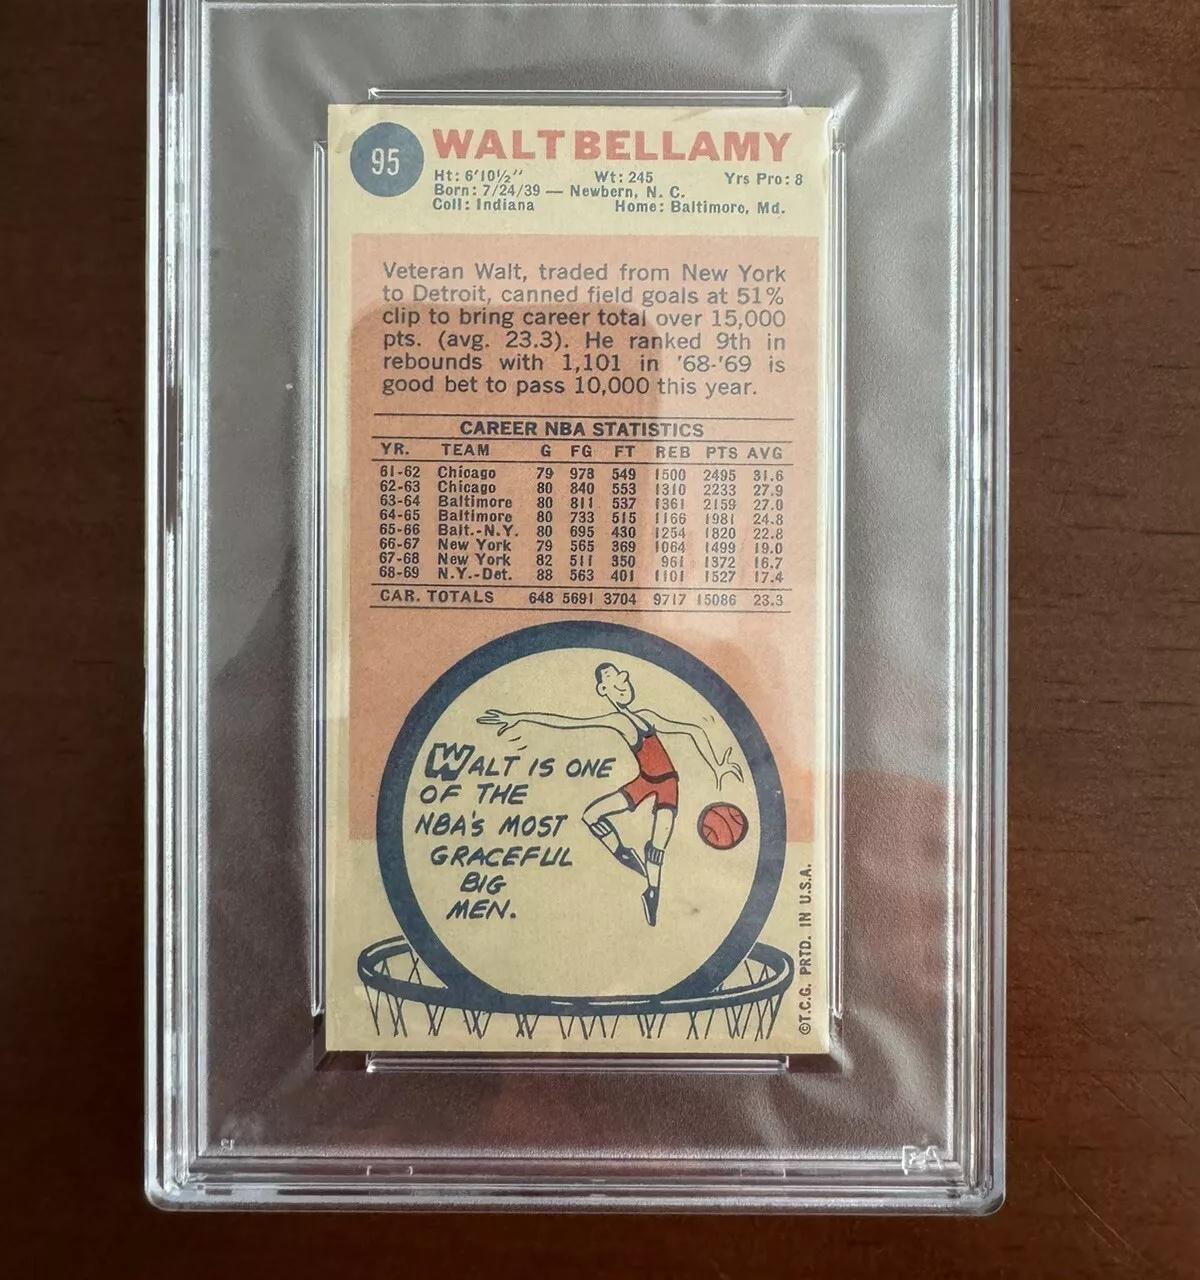 95
WALT BELLAMY
Ht: 6'10½" Wt: 245 Yrs Pro: 8
Born: 7/24/39 — Newbern, N. C.
Coll: Indiana Home: Baltimore, Md.
Veteran Walt, traded from New York
to Detroit, canned field goals at 51%
clip to bring career total over 15,000
pts. (avg. 23.3). He ranked 9th in
rebounds with 1,101 in '68-'69 is
good bet to pass 10,000 this year.
CAREER NBA STATISTICS
YR. TEAM G FG FT REB PTS AVG
61-62 Chicago 79 973 549 1500 2495 31.6
62-63 Chicago 80 840 553 1310 2233 27.9
63-64 Baltimore 80 811 537 1361 2159 27.0
64-65 Baltimore 80 733 515 1166 1981 24.8
65-66 Balt.-N.Y. 80 695 430 1254 1820 22.8
66-67 New York 79 565 369 1064 1499 19.0
67-68 New York 82 511 350 961 1372 16.7
68-69 N.Y.-Det. 88 563 401 1101 1527 17.4
CAR. TOTALS 648 5691 3704 9717 15086 23.3
WALT IS ONE
OF THE
NBA'S MOST
GRACEFUL
BIG
MEN.
©T.C.G. PRTD. IN U.S.A.